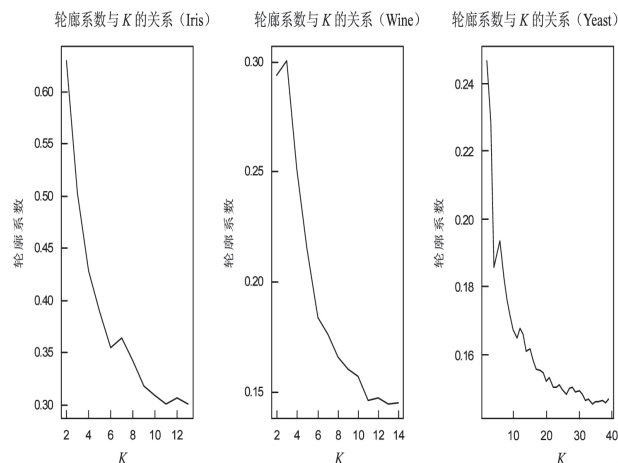 轮廓系数与 K 的关系（Iris）
轮廓系数与 K 的关系（Wine）
轮廓系数与 K 的关系（Yeast）
0.60
0.55
0.50
0.45
0.40
0.35
0.30
轮廓系数
2 4 6 8 10 12
K
0.30
0.25
0.20
0.15
轮廓系数
2 4 6 8 10 12 14
K
0.24
0.22
0.20
0.18
0.16
轮廓系数
10 20 30 40
K